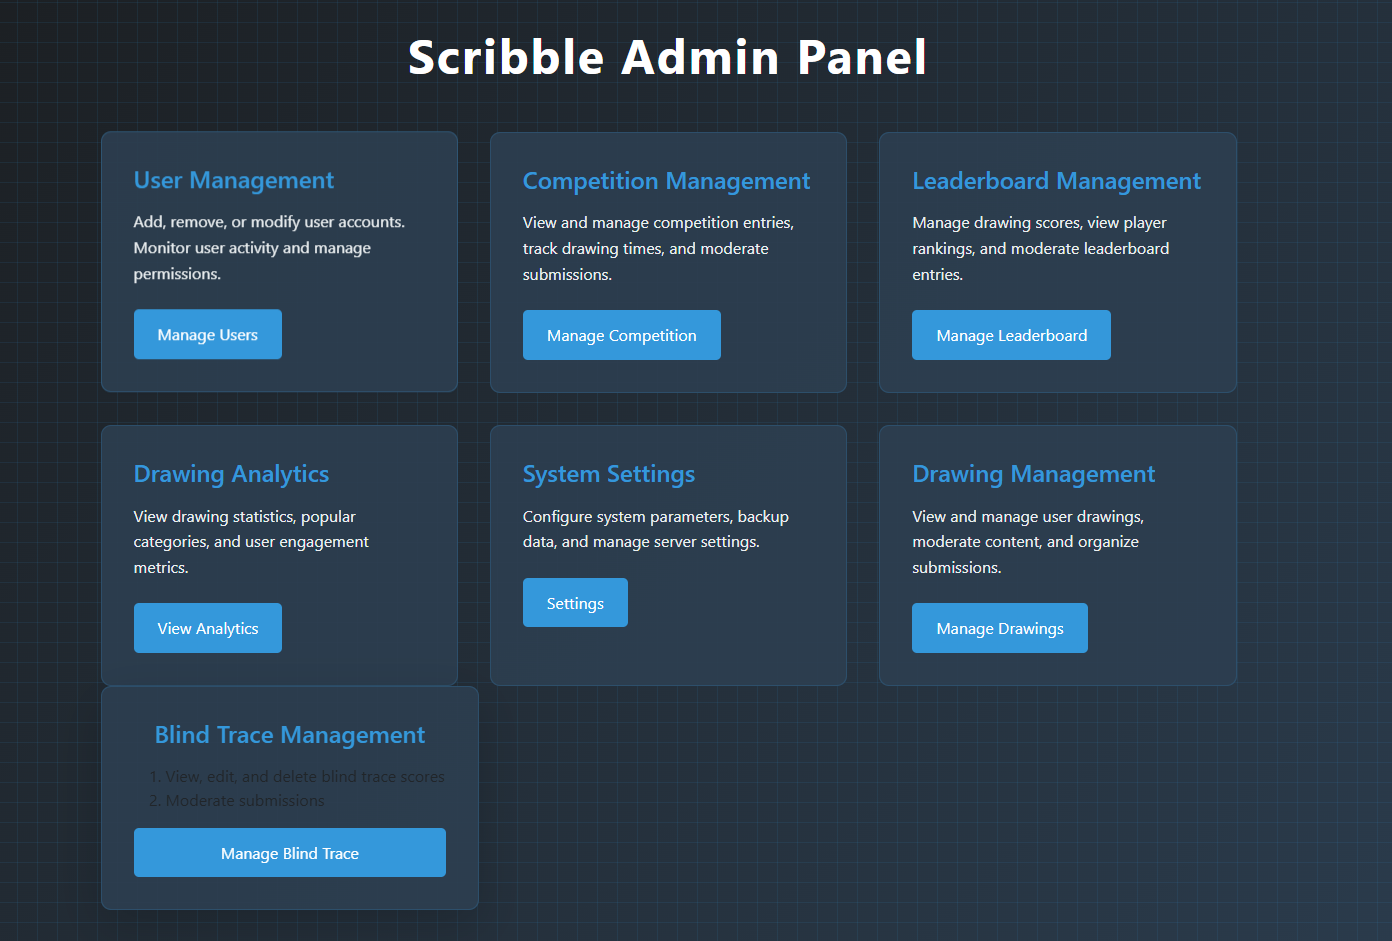 Scribble Admin Panel
User Management
Add, remove, or modify user accounts.
Monitor user activity and manage
permissions.
Manage Users
Competition Management
View and manage competition entries,
track drawing times, and moderate
submissions.
Manage Competition
Leaderboard Management
Manage drawing scores, view player
rankings, and moderate leaderboard
entries.
Manage Leaderboard
Drawing Analytics
View drawing statistics, popular
categories, and user engagement
metrics.
View Analytics
System Settings
Configure system parameters, backup
data, and manage server settings.
Settings
Drawing Management
View and manage user drawings,
moderate content, and organize
submissions.
Manage Drawings
Blind Trace Management
1. View, edit, and delete blind trace scores
2. Moderate submissions
Manage Blind Trace